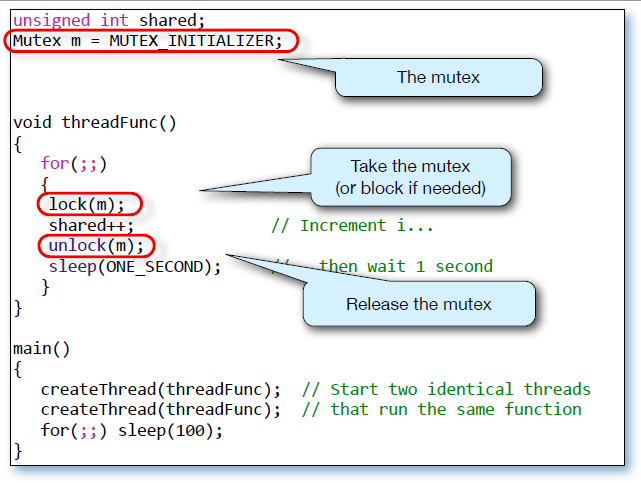 unsigned int shared;
Mutex m = MUTEX_INITIALIZER;
The mutex
void threadFunc()
{
for(;;)
{
Take the mutex
(or block if needed)
lock(m);
shared++; // Increment i...
unlock(m);
sleep(ONE_SECOND); // then wait 1 second
}
}
Release the mutex
main()
{
createThread(threadFunc); // Start two identical threads
createThread(threadFunc); // that run the same function
for(;;) sleep(100);
}